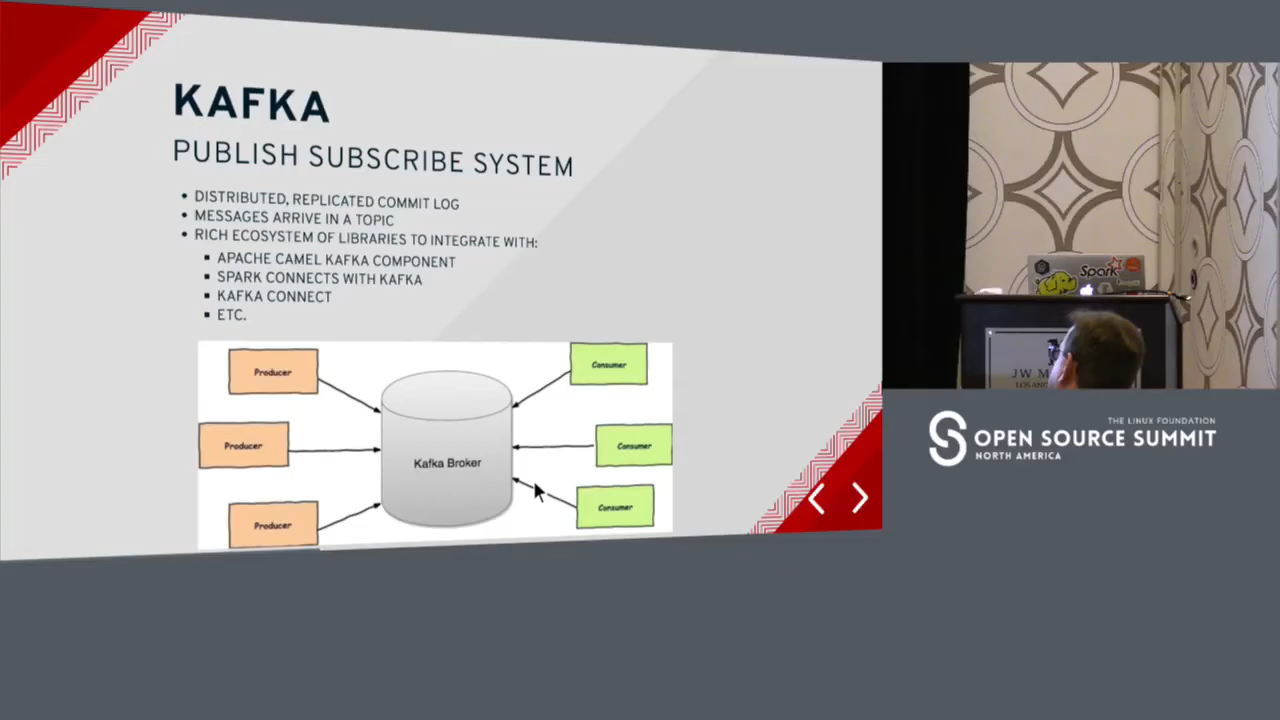 KAFKA
PUBLISH SUBSCRIBE SYSTEM
• DISTRIBUTED, REPLICATED COMMIT LOG
• MESSAGES ARRIVE IN A TOPIC
• RICH ECOSYSTEM OF LIBRARIES TO INTEGRATE WITH:
▪ APACHE CAMEL KAFKA COMPONENT
▪ SPARK CONNECTS WITH KAFKA
▪ KAFKA CONNECT
▪ ETC.
Producer
Producer
Producer
Kafka Broker
Consumer
Consumer
Consumer
Spark
JW M
THE LINUX FOUNDATION
OPEN SOURCE SUMMIT
NORTH AMERICA